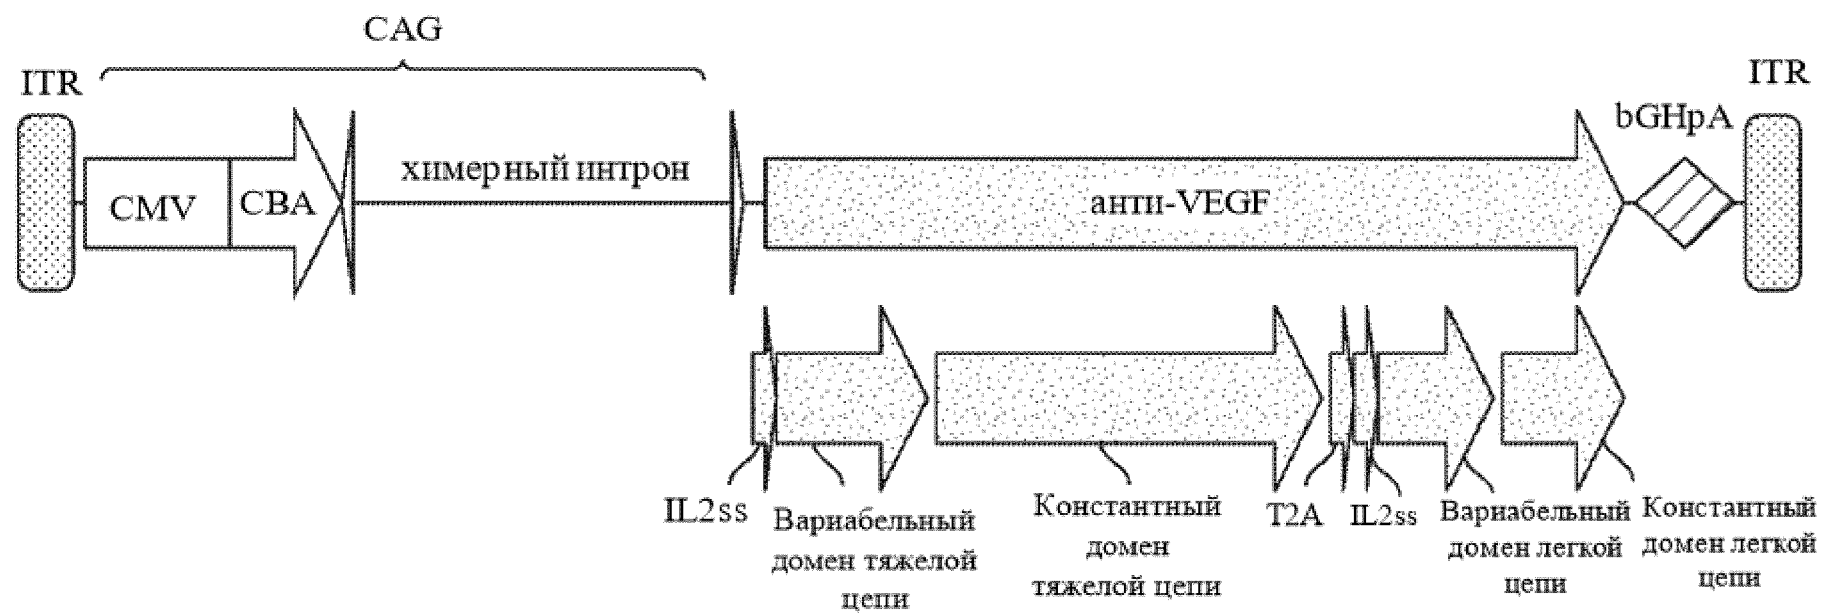 CAG
ITR
ITR
bGHpA
CMV
CBA
химерный интрон
анти-VEGF
IL2ss
Вариабельный
домен тяжелой
цепи
Константный
домен
тяжелой цепи
T2A
IL2ss
Вариабельный
домен легкой
цепи
Константный
домен легкой
цепи